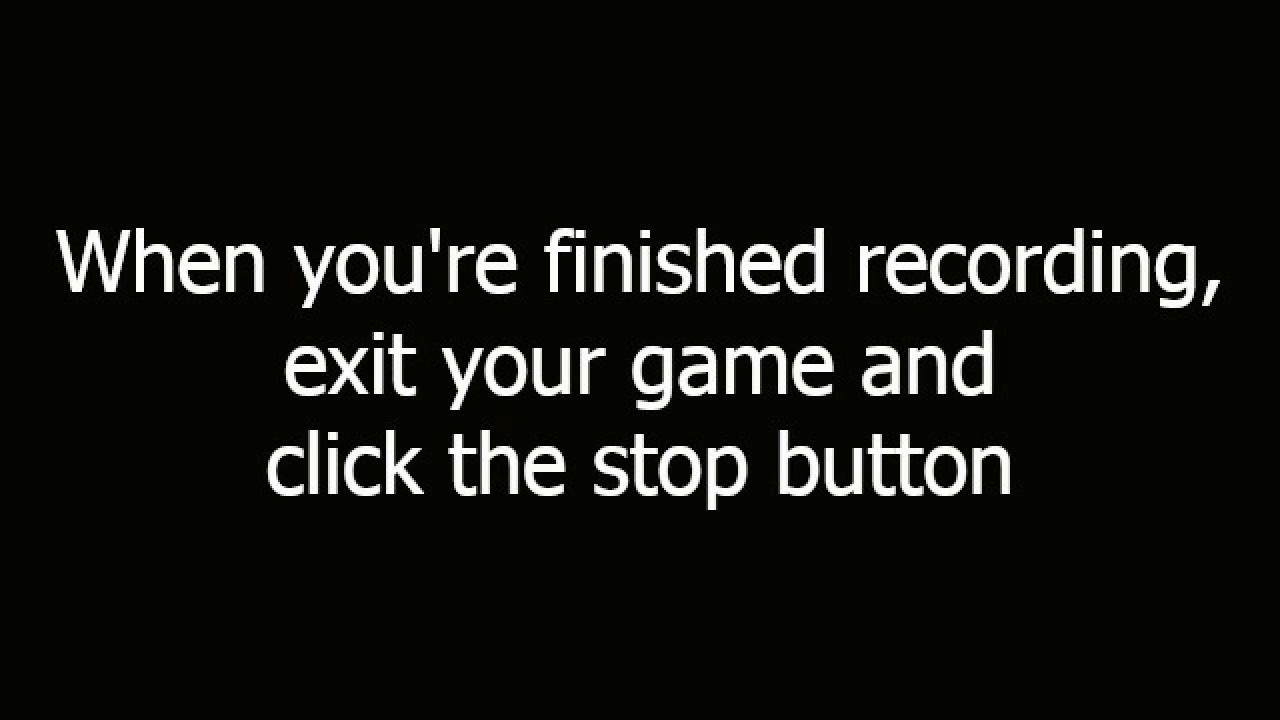 When you're finished recording,
exit your game and
click the stop button